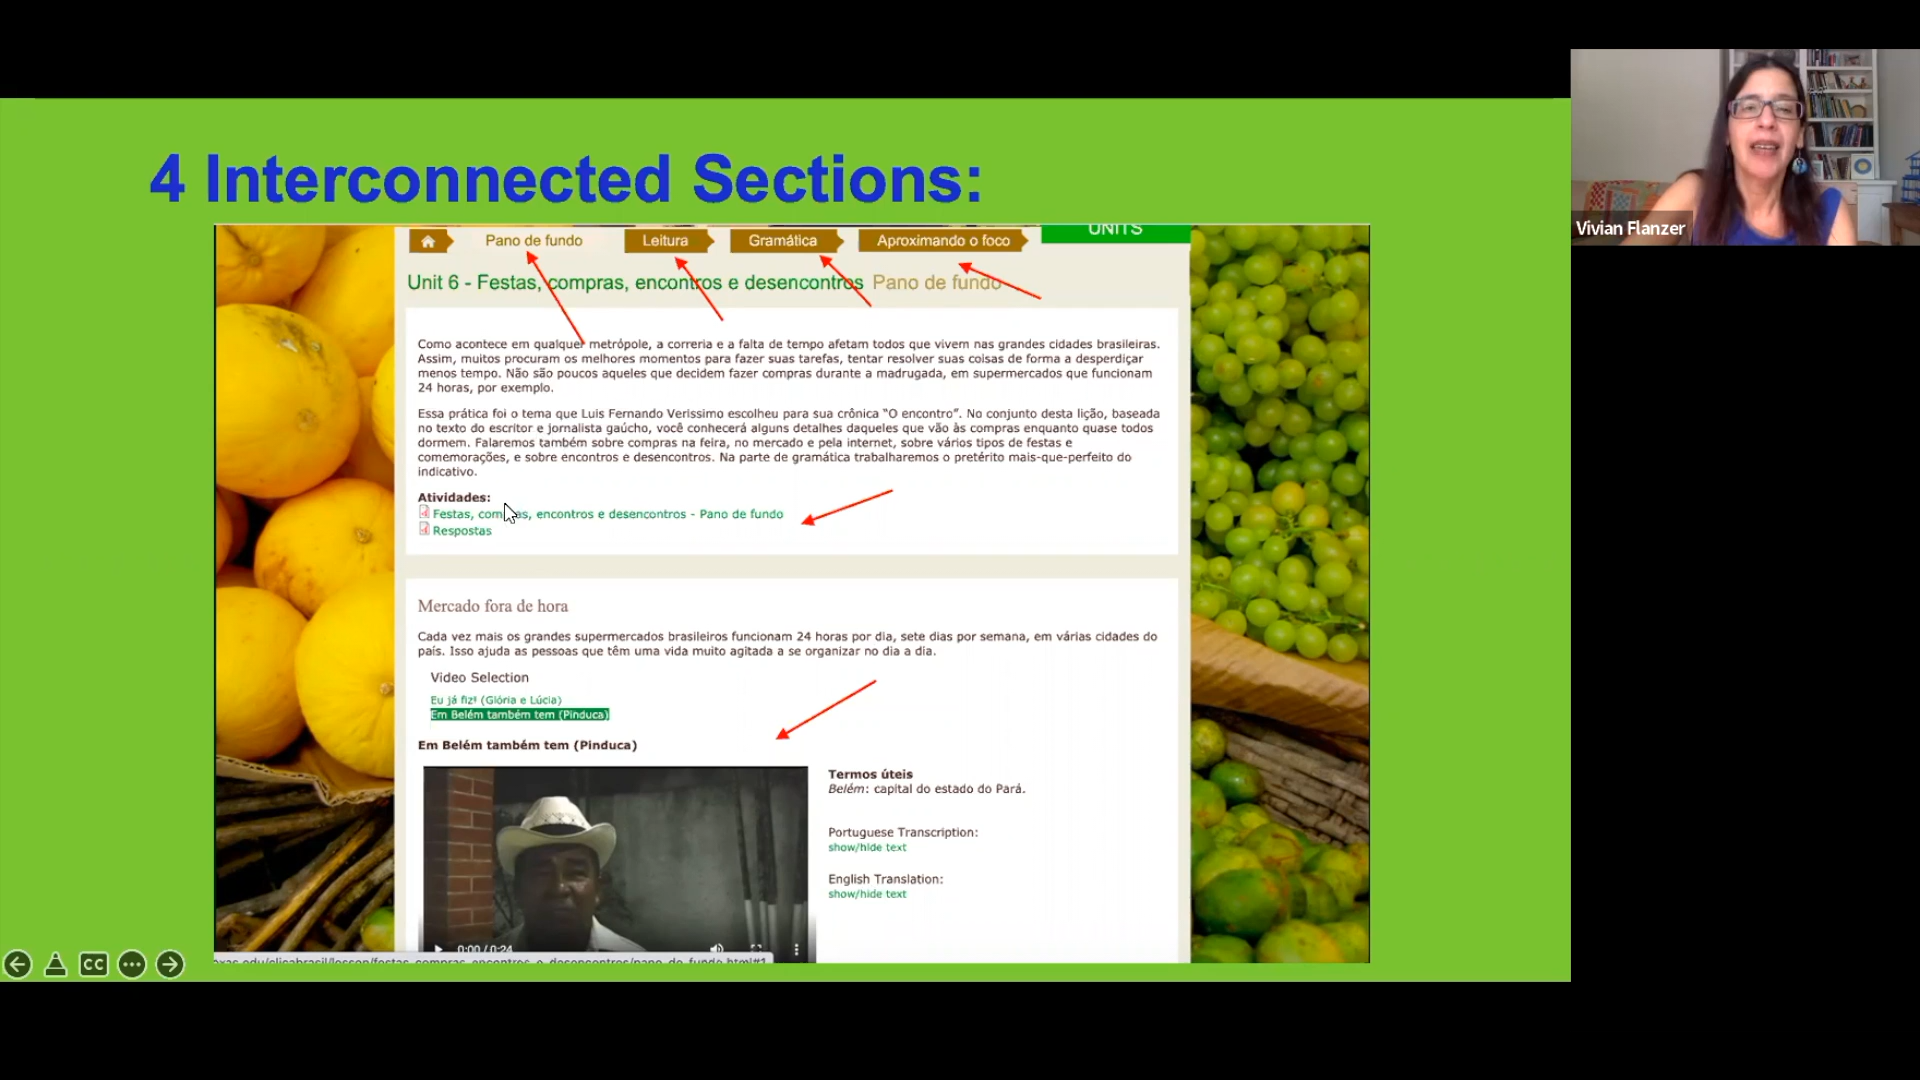 4 Interconnected Sections:
UNITS
Pano de fundo
Leitura
Gramática
Aproximando o foco
Unit 6 - Festas, compras, encontros e desencontros Pano de fundo
Como acontece em qualquer metrópole, a correria e a falta de tempo afetam todos que vivem nas grandes cidades brasileiras.
Assim, muitos procuram os melhores momentos para fazer suas tarefas, tentar resolver suas coisas de forma a desperdiçar
menos tempo. Não são poucos aqueles que decidem fazer compras durante a madrugada, em supermercados que funcionam
24 horas, por exemplo.
Essa prática foi o tema que Luis Fernando Verissimo escolheu para sua crônica "O encontro". No conjunto desta lição, baseada
no texto do escritor e jornalista gaúcho, você conhecerá alguns detalhes daqueles que vão às compras enquanto quase todos
dormem. Falaremos também sobre compras na feira, no mercado e pela internet, sobre vários tipos de festas e
comemorações, e sobre encontros e desencontros. Na parte de gramática trabalharemos o pretérito mais-que-perfeito do
indicativo.
Atividades:
Festas, compras, encontros e desencontros - Pano de fundo
Respostas
Mercado fora de hora
Cada vez mais os grandes supermercados brasileiros funcionam 24 horas por dia, sete dias por semana, em várias cidades do
país. Isso ajuda as pessoas que têm uma vida muito agitada a se organizar no dia a dia.
Video Selection
Eu já fiz! (Glória e Lúcia)
Em Belém também tem (Pinduca)
Em Belém também tem (Pinduca)
Termos úteis
Belém: capital do estado do Pará.
Portuguese Transcription:
show/hide text
English Translation:
show/hide text
0:00 / 0:24
CC
Vivian Flanzer